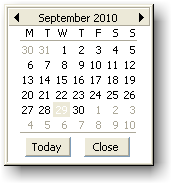 September 2010
M T W T F S S
30 31 1 2 3 4 5
6 7 8 9 10 11 12
13 14 15 16 17 18 19
20 21 22 23 24 25 26
27 28 29 30 1 2 3
4 5 6 7 8 9 10
Today Close